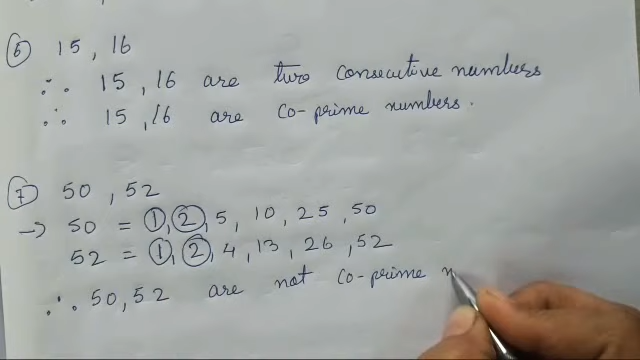 ⑥ 15, 16
∵ 15, 16 are two consecutive numbers
∴ 15, 16 are co-prime numbers.
⑦ 50, 52
→ 50 = ①, ②, 5, 10, 25, 50
52 = ①, ②, 4, 13, 26, 52
∴ 50, 52 are not co-prime n